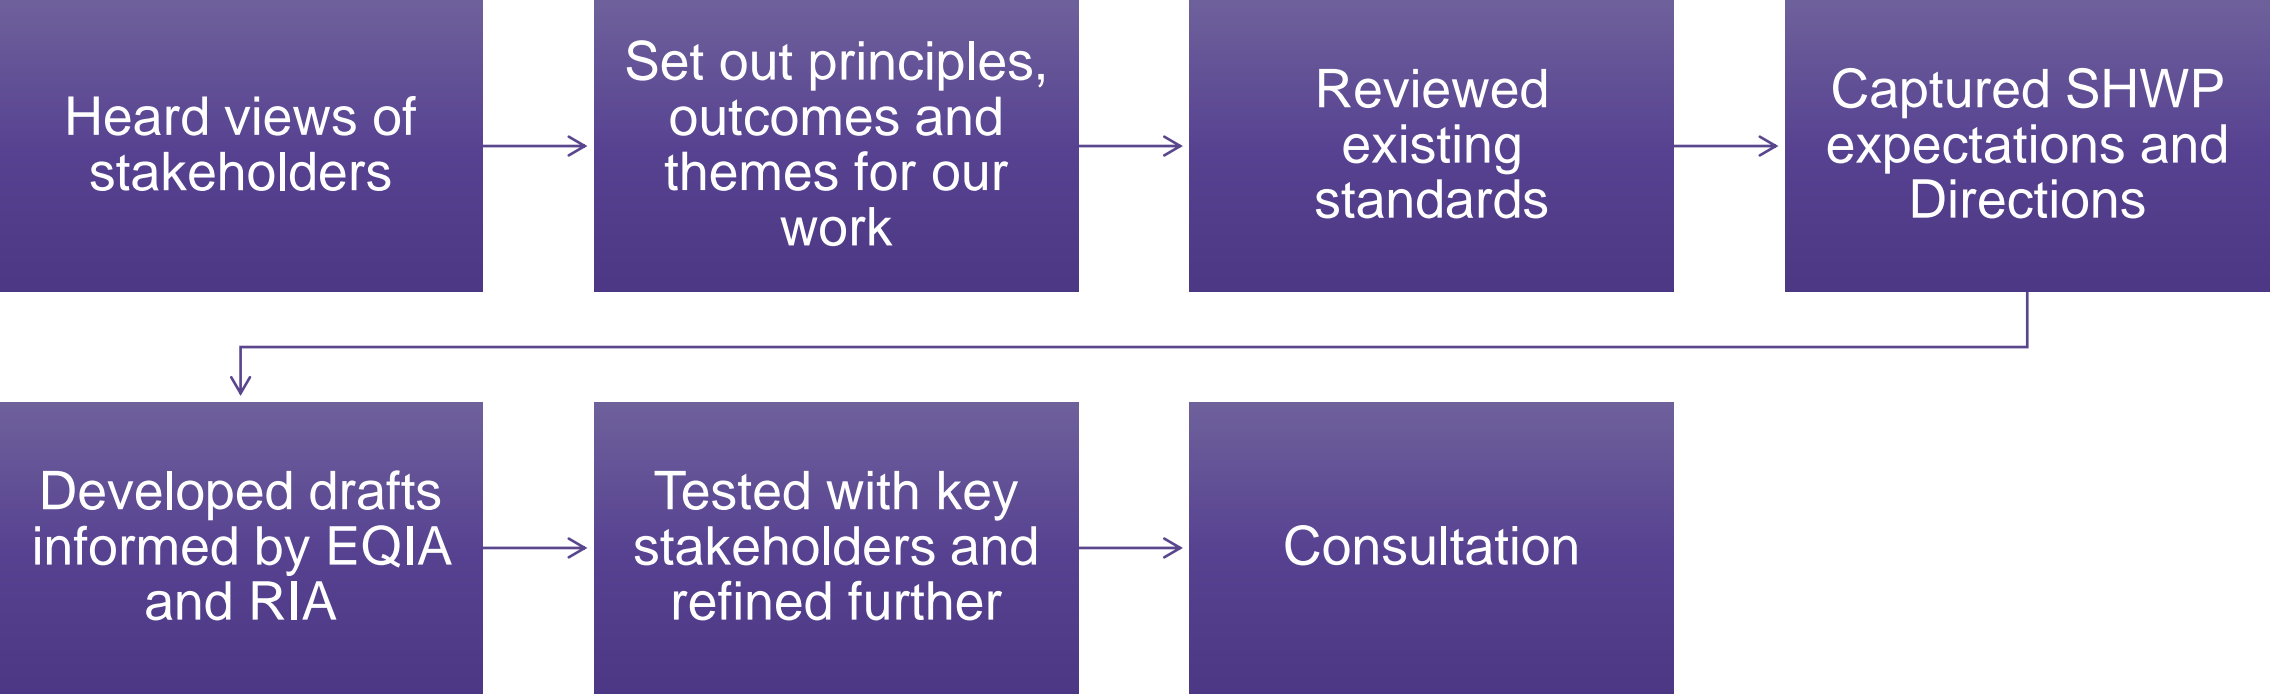 Heard views of
stakeholders
Set out principles,
outcomes and
themes for our
work
Reviewed
existing
standards
Captured SHWP
expectations and
Directions
Developed drafts
informed by EQIA
and RIA
Tested with key
stakeholders and
refined further
Consultation